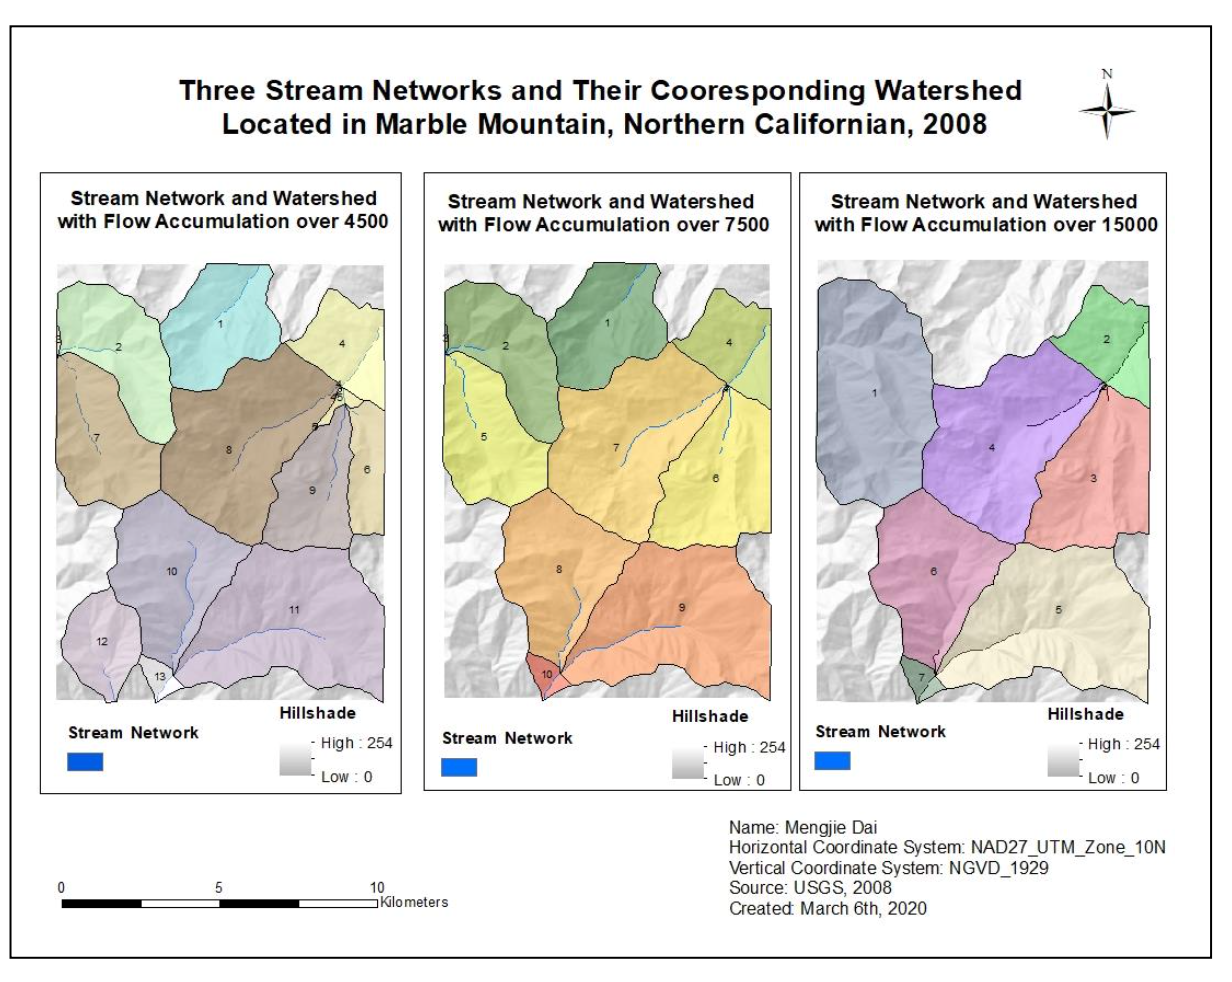 Three Stream Networks and Their Cooresponding Watershed
Located in Marble Mountain, Northern Californian, 2008
N
Stream Network and Watershed
with Flow Accumulation over 4500
1
2
3
4
7
8
6
9
10
11
12
13
Stream Network
Hillshade
High : 254
Low : 0
Stream Network and Watershed
with Flow Accumulation over 7500
1
2
3
4
5
7
6
8
9
10
Stream Network
Hillshade
High : 254
Low : 0
Stream Network and Watershed
with Flow Accumulation over 15000
1
2
4
3
6
5
7
Stream Network
Hillshade
High : 254
Low : 0
0 5 10
Kilometers
Name: Mengjie Dai
Horizontal Coordinate System: NAD27_UTM_Zone_10N
Vertical Coordinate System: NGVD_1929
Source: USGS, 2008
Created: March 6th, 2020